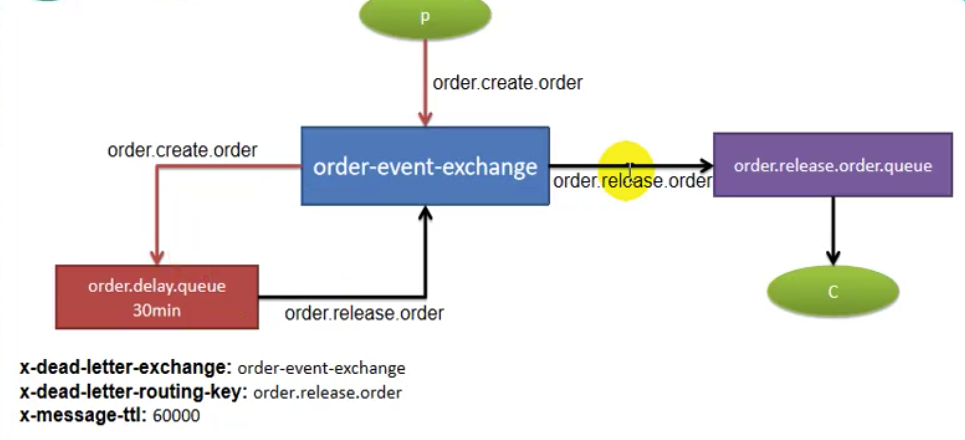 p
order.create.order
order.create.order
order-event-exchange
order.release.order
order.release.order.queue
order.delay.queue
30min
order.release.order
C
x-dead-letter-exchange: order-event-exchange
x-dead-letter-routing-key: order.release.order
x-message-ttl: 60000